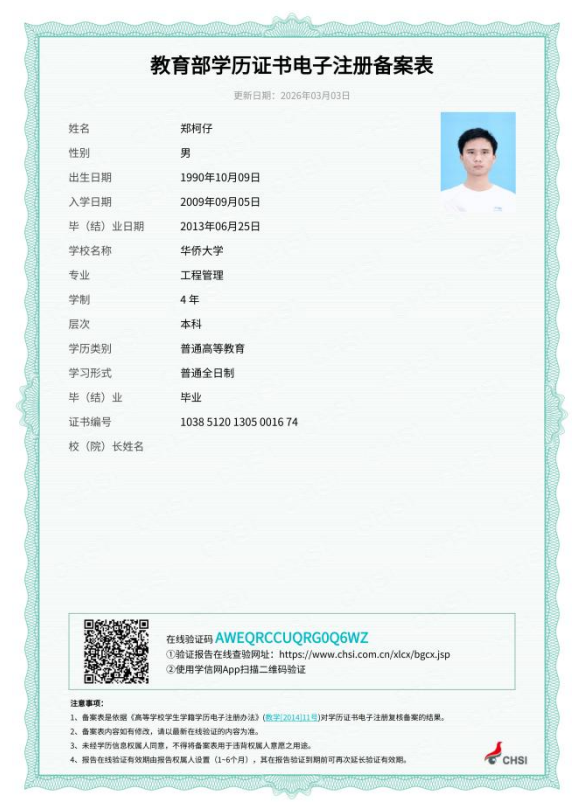 教育部学历证书电子注册备案表
更新日期：2026年03月03日
姓名 郑柯仔
性别 男
出生日期 1990年10月09日
入学日期 2009年09月05日
毕（结）业日期 2013年06月25日
学校名称 华侨大学
专业 工程管理
学制 4 年
层次 本科
学历类别 普通高等教育
学习形式 普通全日制
毕（结）业 毕业
证书编号 1038 5120 1305 0016 74
校（院）长姓名
在线验证码 AWEQRCCUQRG0Q6WZ
①验证报告在线查验网址：https://www.chsi.com.cn/xlcx/bgcx.jsp
②使用学信网App扫描二维码验证
注意事项：
1、备案表是依据《高等学校学生学籍学历电子注册办法》(教学[2014]11号)对学历证书电子注册复核备案的结果。
2、备案表内容如有修改，请以最新在线验证的内容为准。
3、未经学历信息权属人同意，不得将备案表用于违背权属人意愿之用途。
4、报告在线验证有效期由报告权属人设置（1~6个月），其在报告验证到期前可再次延长验证有效期。
CHSI